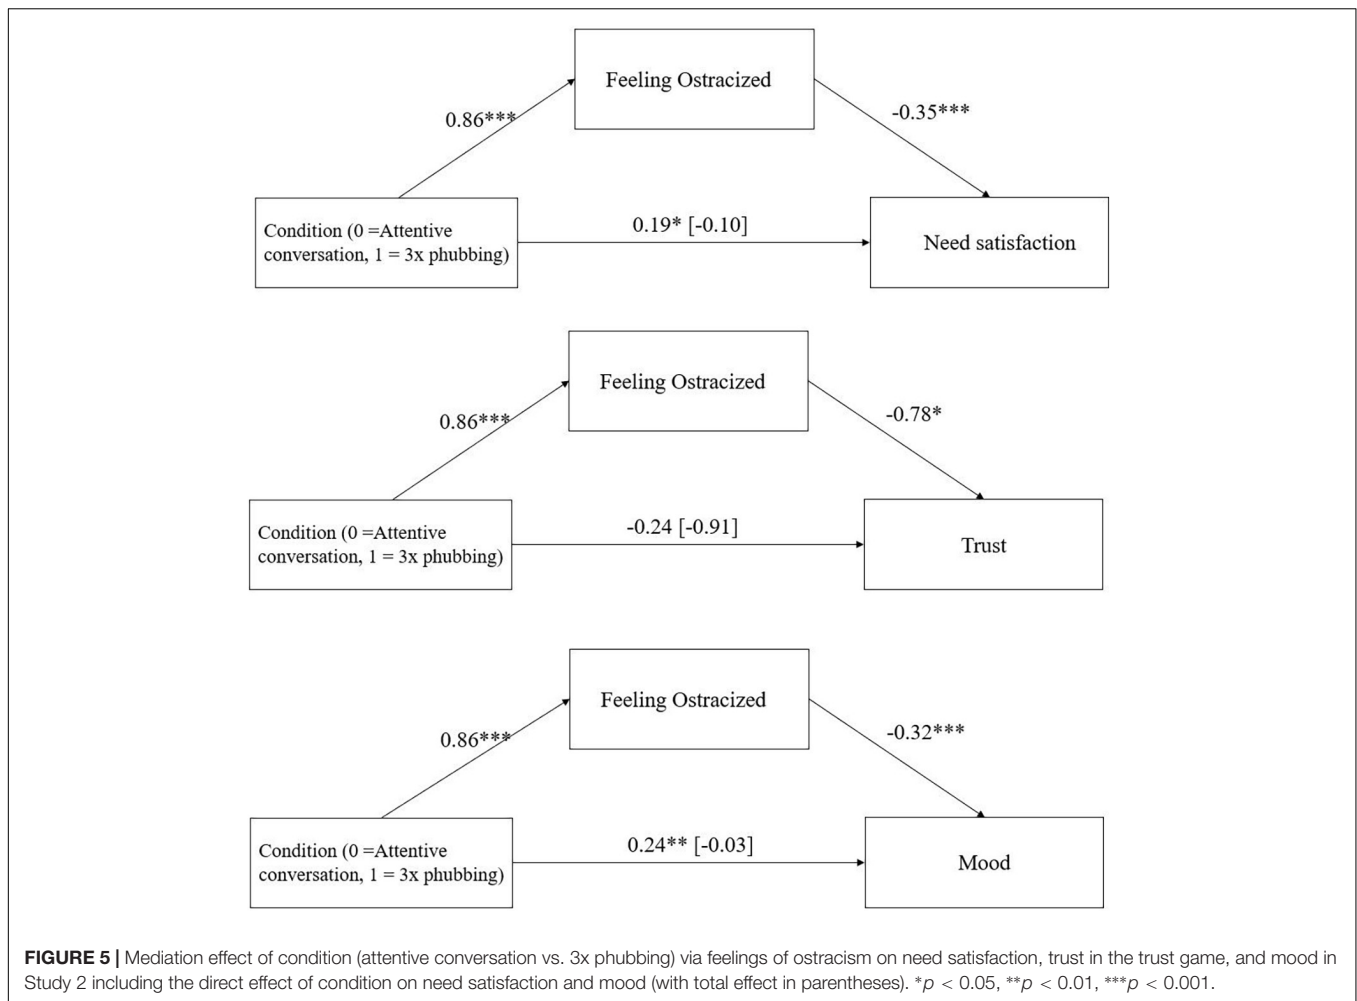 Feeling Ostracized
0.86***
-0.35***
Condition (0 =Attentive
conversation, 1 = 3x phubbing)
0.19* [-0.10]
Need satisfaction
Feeling Ostracized
0.86***
-0.78*
Condition (0 =Attentive
conversation, 1 = 3x phubbing)
-0.24 [-0.91]
Trust
Feeling Ostracized
0.86***
-0.32***
Condition (0 =Attentive
conversation, 1 = 3x phubbing)
0.24** [-0.03]
Mood
FIGURE 5 | Mediation effect of condition (attentive conversation vs. 3x phubbing) via feelings of ostracism on need satisfaction, trust in the trust game, and mood in
Study 2 including the direct effect of condition on need satisfaction and mood (with total effect in parentheses). *p < 0.05, **p < 0.01, ***p < 0.001.